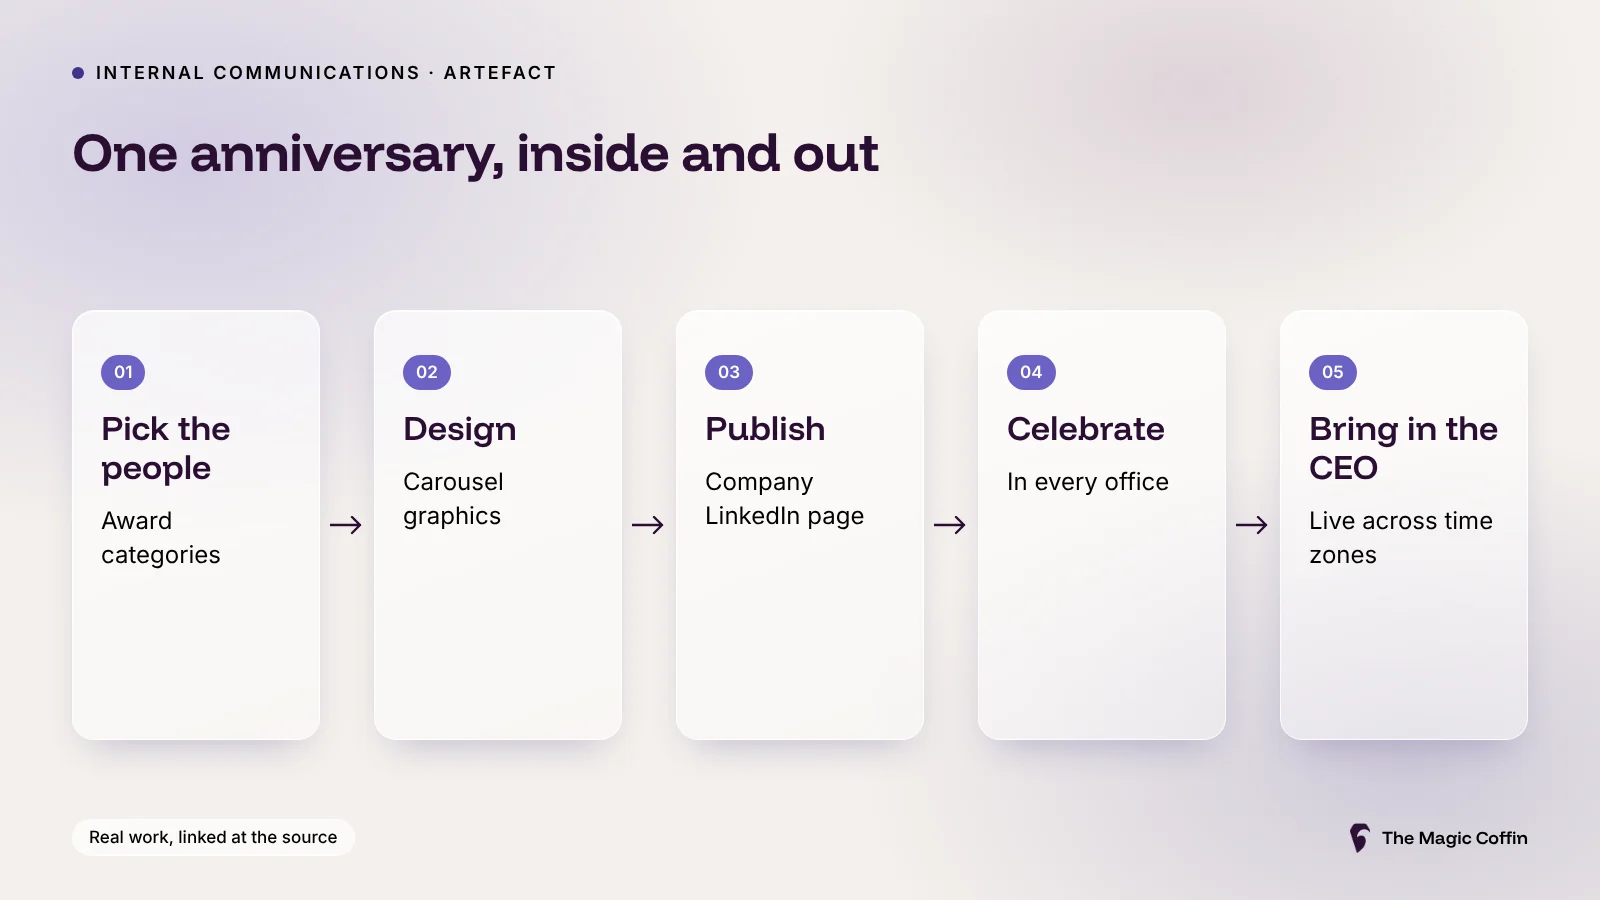 INTERNAL COMMUNICATIONS · ARTEFACT
One anniversary, inside and out
01
Pick the
people
Award
categories
02
Design
Carousel
graphics
03
Publish
Company
LinkedIn page
04
Celebrate
In every office
05
Bring in the
CEO
Live across time
zones
Real work, linked at the source
The Magic Coffin